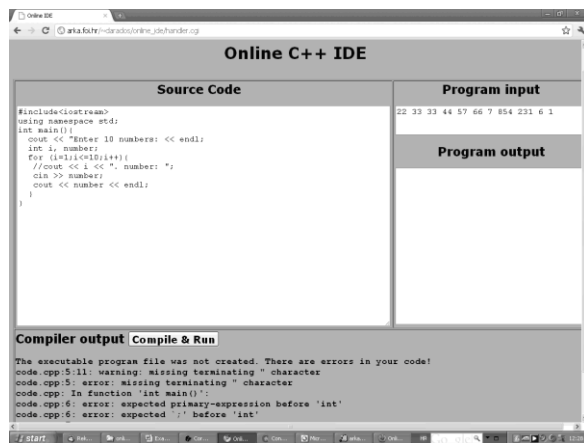 Online IDE
arka.foi.hr/~darados/online_ide/handler.cgi
Online C++ IDE
Source Code
#include<iostream>
using namespace std;
int main(){
cout << "Enter 10 numbers: << endl;
int i, number;
for (i=1;i<=10;i++){
//cout << i << ". number: ";
cin >> number;
cout << number << endl;
}
}
Program input
22 33 33 44 57 66 7 854 231 6 1
Program output
Compiler output Compile & Run
The executable program file was not created. There are errors in your code!
code.cpp:5:11: warning: missing terminating " character
code.cpp:5: error: missing terminating " character
code.cpp: In function 'int main()':
code.cpp:6: error: expected primary-expression before 'int'
code.cpp:6: error: expected `;' before 'int'
start